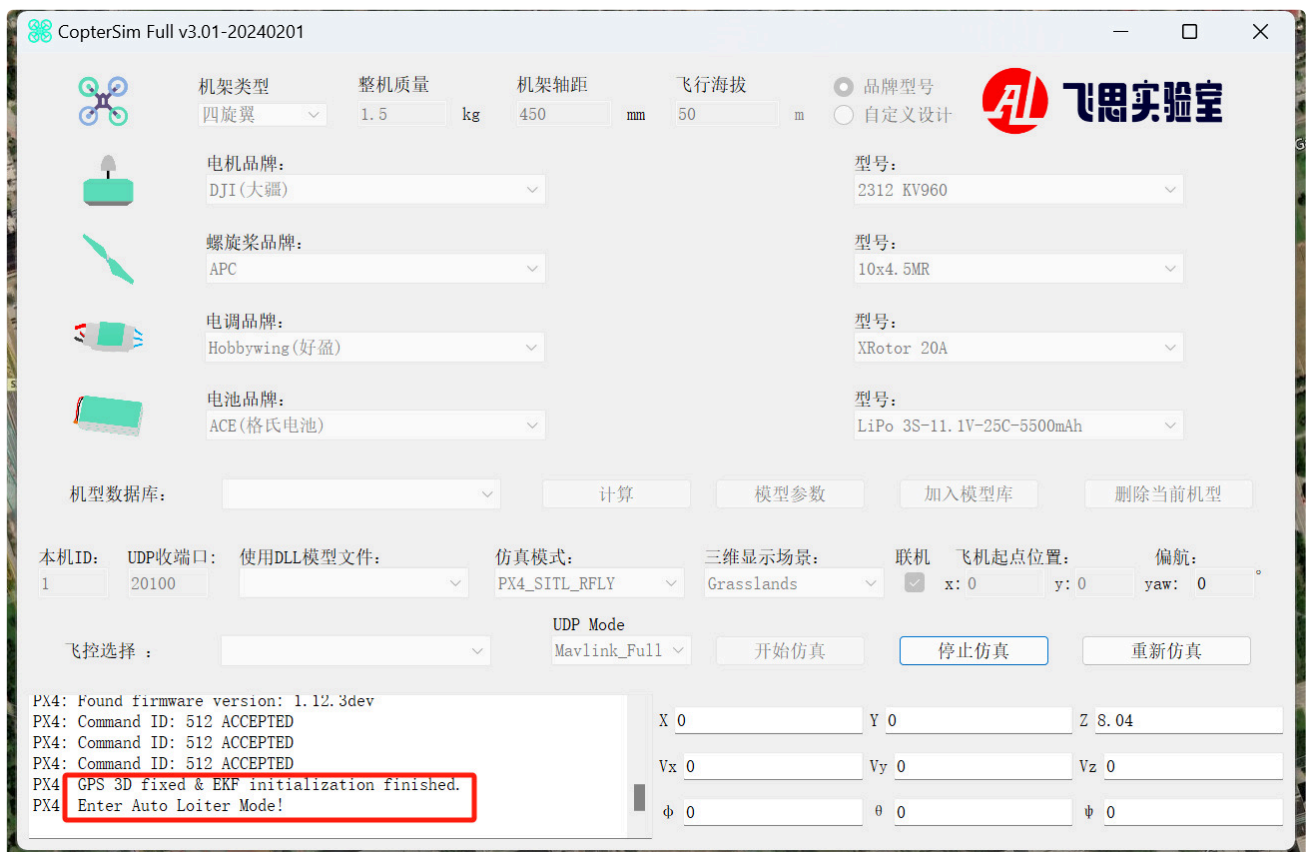 CopterSim Full v3.01-20240201
机架类型 整机质量 机架轴距 飞行海拔 品牌型号
四旋翼 1.5 kg 450 mm 50 m 自定义设计
飞思实验室
电机品牌: 型号:
DJI(大疆) 2312 KV960
螺旋桨品牌: 型号:
APC 10x4.5MR
电调品牌: 型号:
Hobbywing(好盈) XRotor 20A
电池品牌: 型号:
ACE(格氏电池) LiPo 3S-11.1V-25C-5500mAh
机型数据库: 计算 模型参数 加入模型库 删除当前机型
本机ID: UDP收端口: 使用DLL模型文件: 仿真模式: 三维显示场景: 联机 飞机起点位置: 偏航:
1 20100 PX4_SITL_RFLY Grasslands x: 0 y: 0 yaw: 0 °
UDP Mode
飞控选择 : Mavlink_Full 开始仿真 停止仿真 重新仿真
PX4: Found firmware version: 1.12.3dev
PX4: Command ID: 512 ACCEPTED
PX4: Command ID: 512 ACCEPTED
PX4: Command ID: 512 ACCEPTED
PX4 GPS 3D fixed & EKF initialization finished.
PX4 Enter Auto Loiter Mode!
X 0 Y 0 Z 8.04
Vx 0 Vy 0 Vz 0
ϕ 0 θ 0 ψ 0